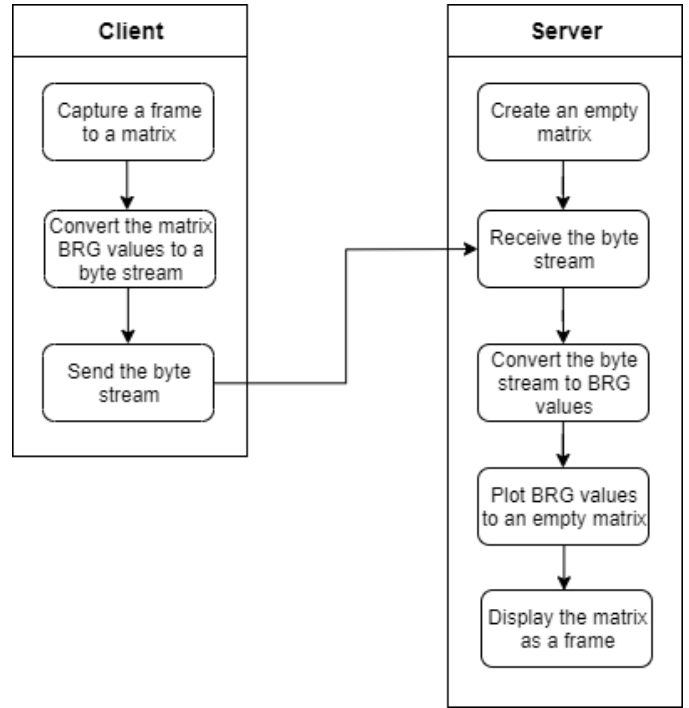 Client
Capture a frame
to a matrix
Convert the matrix
BRG values to a
byte stream
Send the byte
stream
Server
Create an empty
matrix
Receive the byte
stream
Convert the byte
stream to BRG
values
Plot BRG values
to an empty matrix
Display the matrix
as a frame